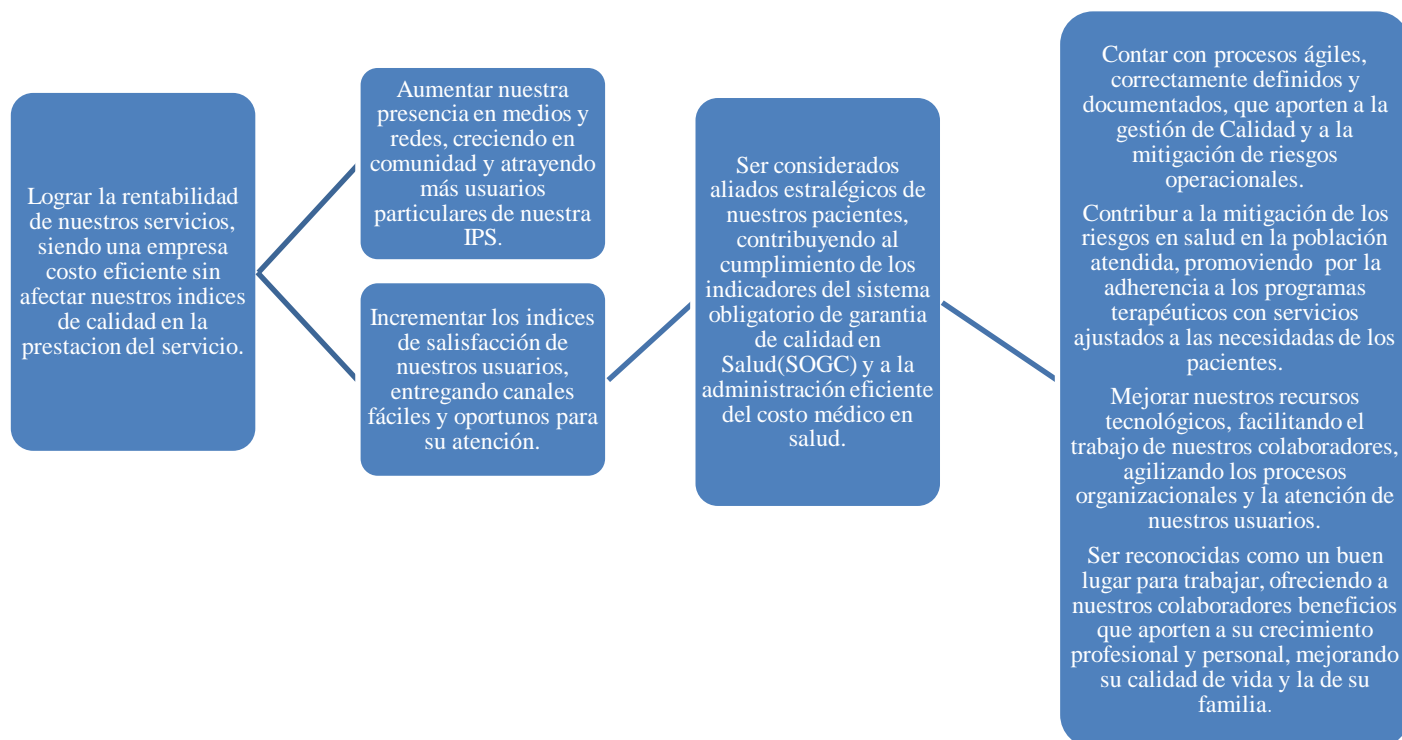 Lograr la rentabilidad
de nuestros servicios,
siendo una empresa
costo eficiente sin
afectar nuestros indices
de calidad en la
prestacion del servicio.
Aumentar nuestra
presencia en medios y
redes, creciendo en
comunidad y atrayendo
más usuarios
particulares de nuestra
IPS.
Incrementar los indices
de satisfacción de
nuestros usuarios,
entregando canales
fáciles y oportunos para
su atención.
Ser considerados
aliados estralégicos de
nuestros pacientes,
contribuyendo al
cumplimiento de los
indicadores del sistema
obligatorio de garantia
de calidad en
Salud(SOGC) y a la
administración eficiente
del costo médico en
salud.
Contar con procesos ágiles,
correctamente definidos y
documentados, que aporten a la
gestión de Calidad y a la
mitigación de riesgos
operacionales.
Contribur a la mitigación de los
riesgos en salud en la población
atendida, promoviendo  por la
adherencia a los programas
terapéuticos con servicios
ajustados a las necesidadas de los
pacientes.
Mejorar nuestros recursos
tecnológicos, facilitando el
trabajo de nuestros colaboradores,
agilizando los procesos
organizacionales y la atención de
nuestros usuarios.
Ser reconocidas como un buen
lugar para trabajar, ofreciendo a
nuestros colaboradores beneficios
que aporten a su crecimiento
profesional y personal, mejorando
su calidad de vida y la de su
familia.